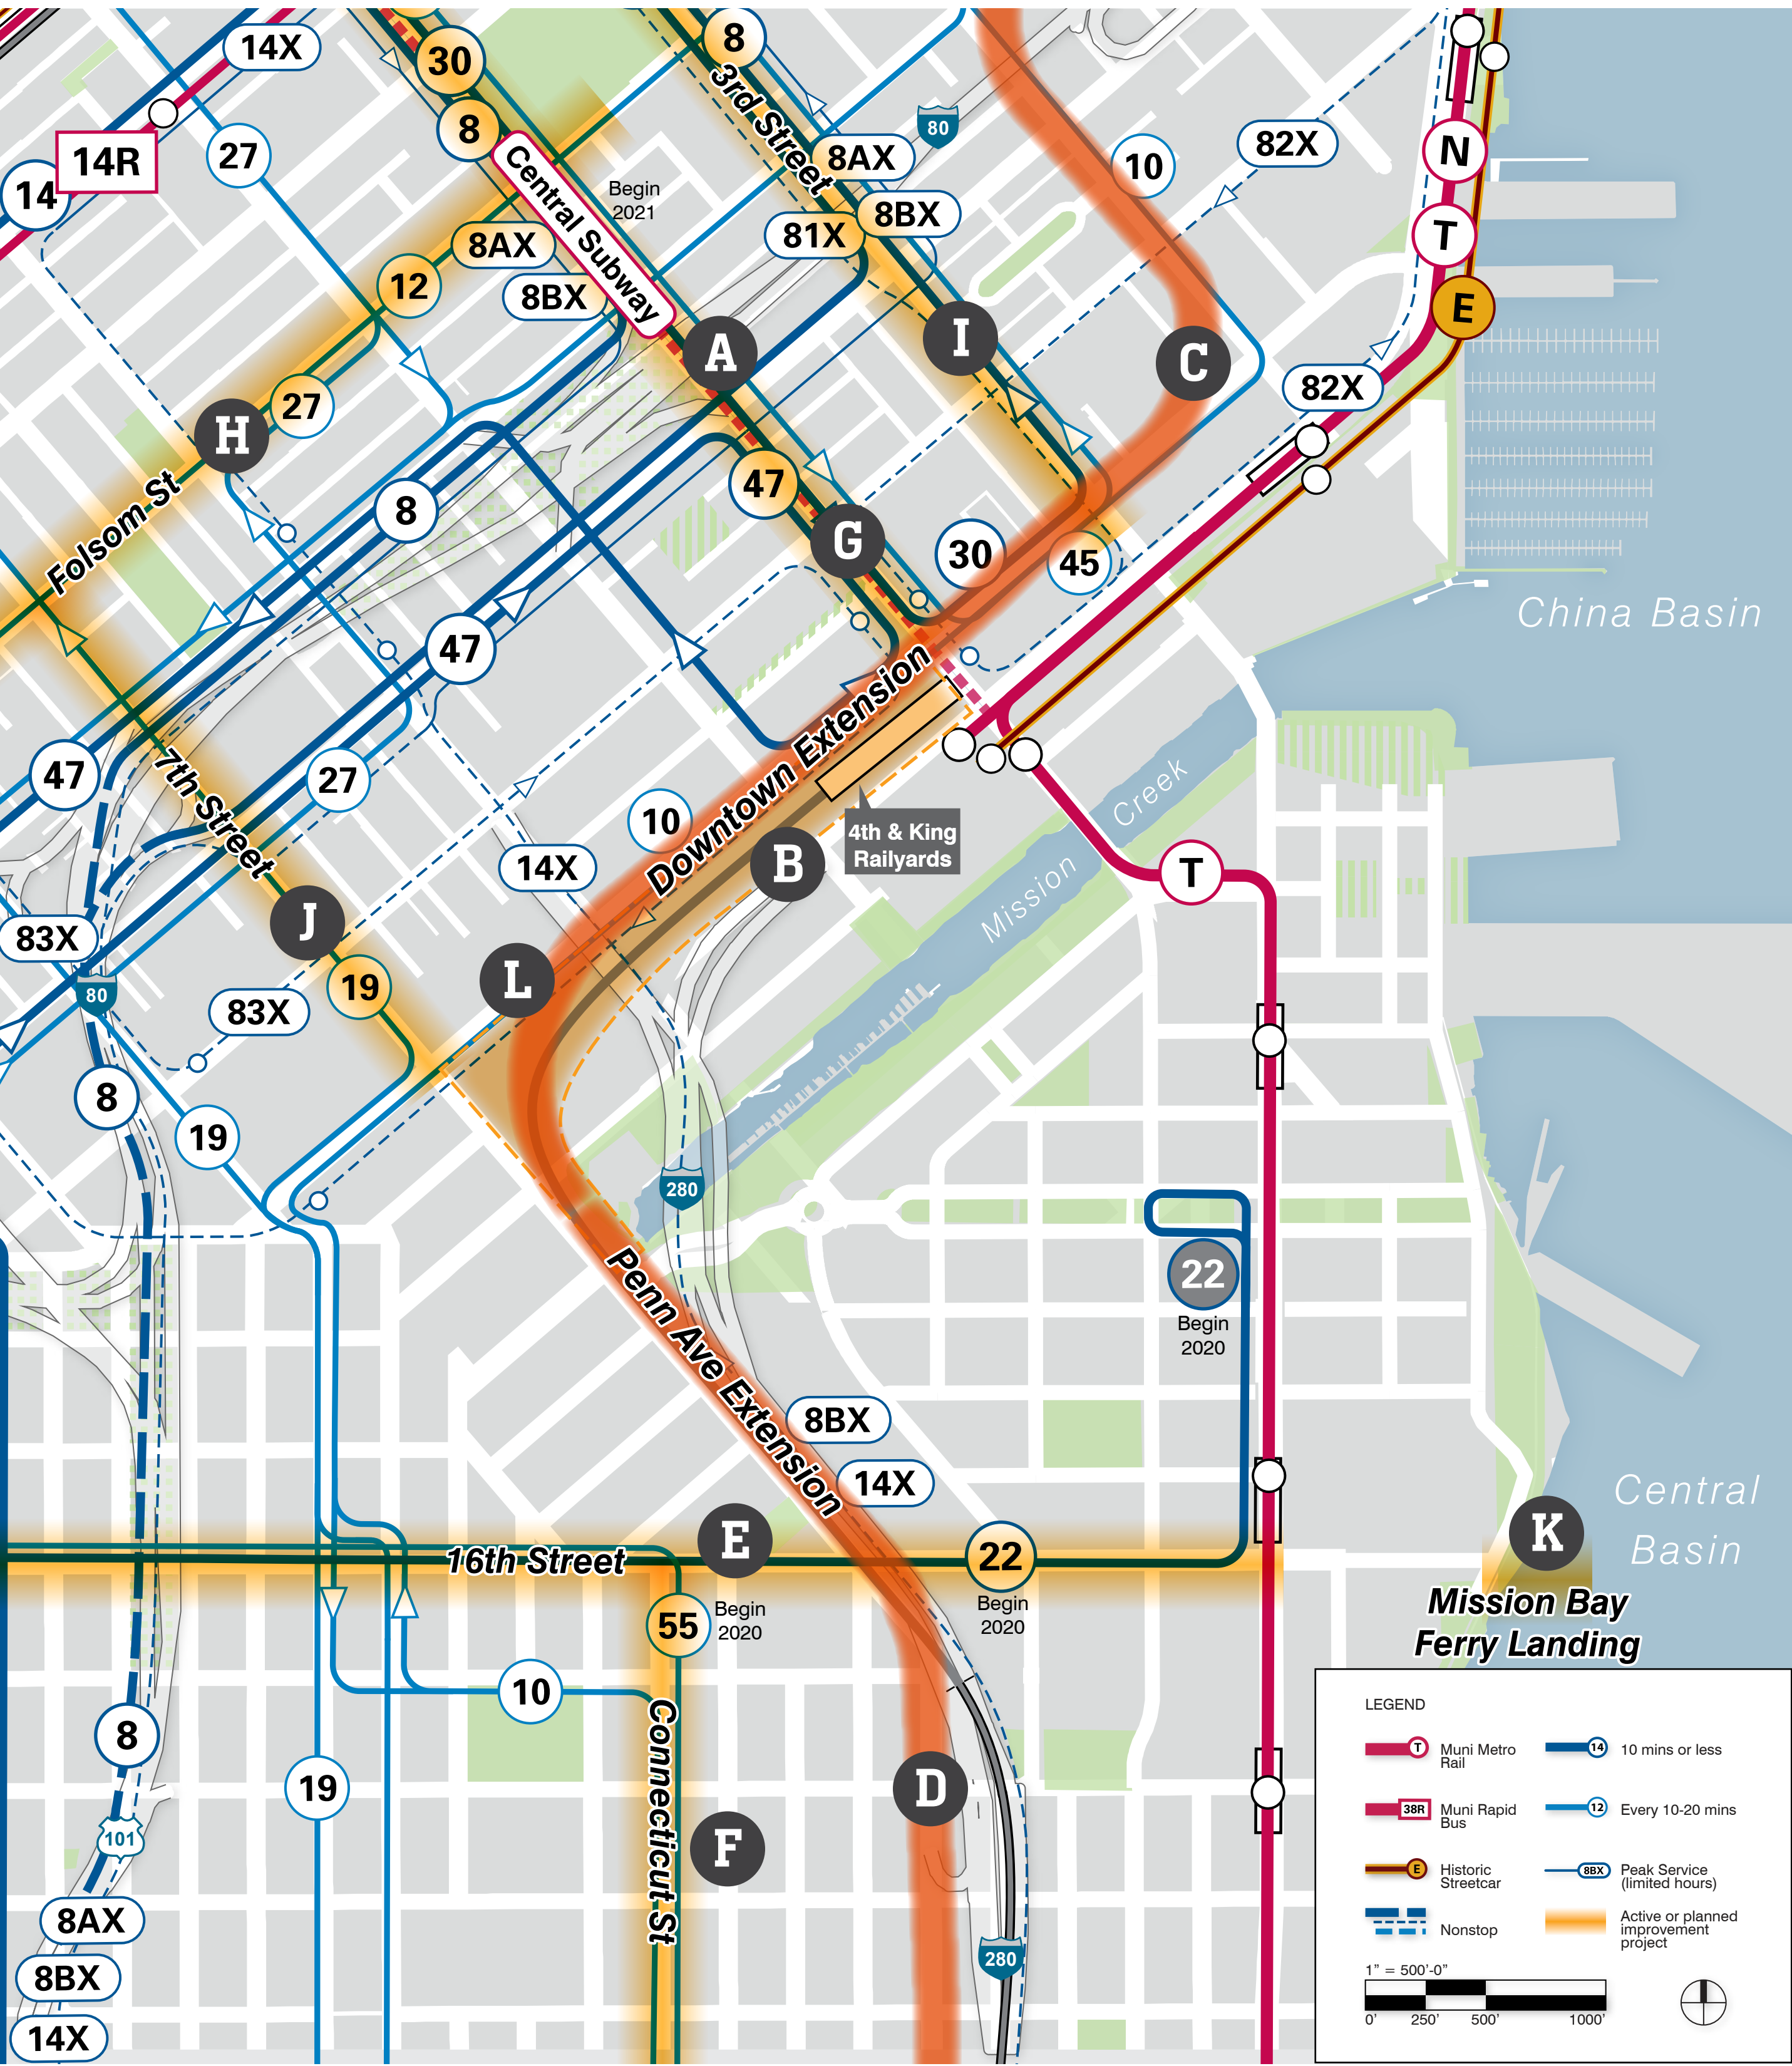 14X
30
8
3rd Street
8
80
N
27
14R
14
8AX
10
82X
Central Subway
Begin
2021
8BX
81X
T
8AX
12
8BX
E
A
I
C
82X
27
H
47
8
Folsom St
G
30
45
China Basin
47
Downtown Extension
47
27
7th Street
10
4th & King
Railyards
B
Creek
Mission
14X
T
J
83X
L
19
80
83X
8
19
280
22
Begin
2020
Penn Ave Extension
8BX
14X
Central
Basin
K
E
16th Street
22
Begin
2020
Mission Bay
Ferry Landing
55
Begin
2020
10
8
Connecticut St
19
D
101
F
8AX
280
8BX
14X
LEGEND
T
Muni Metro
Rail
14
10 mins or less
38R
Muni Rapid
Bus
12
Every 10-20 mins
E
Historic
Streetcar
8BX
Peak Service
(limited hours)
Nonstop
Active or planned
improvement
project
1" = 500'-0"
0'
250'
500'
1000'